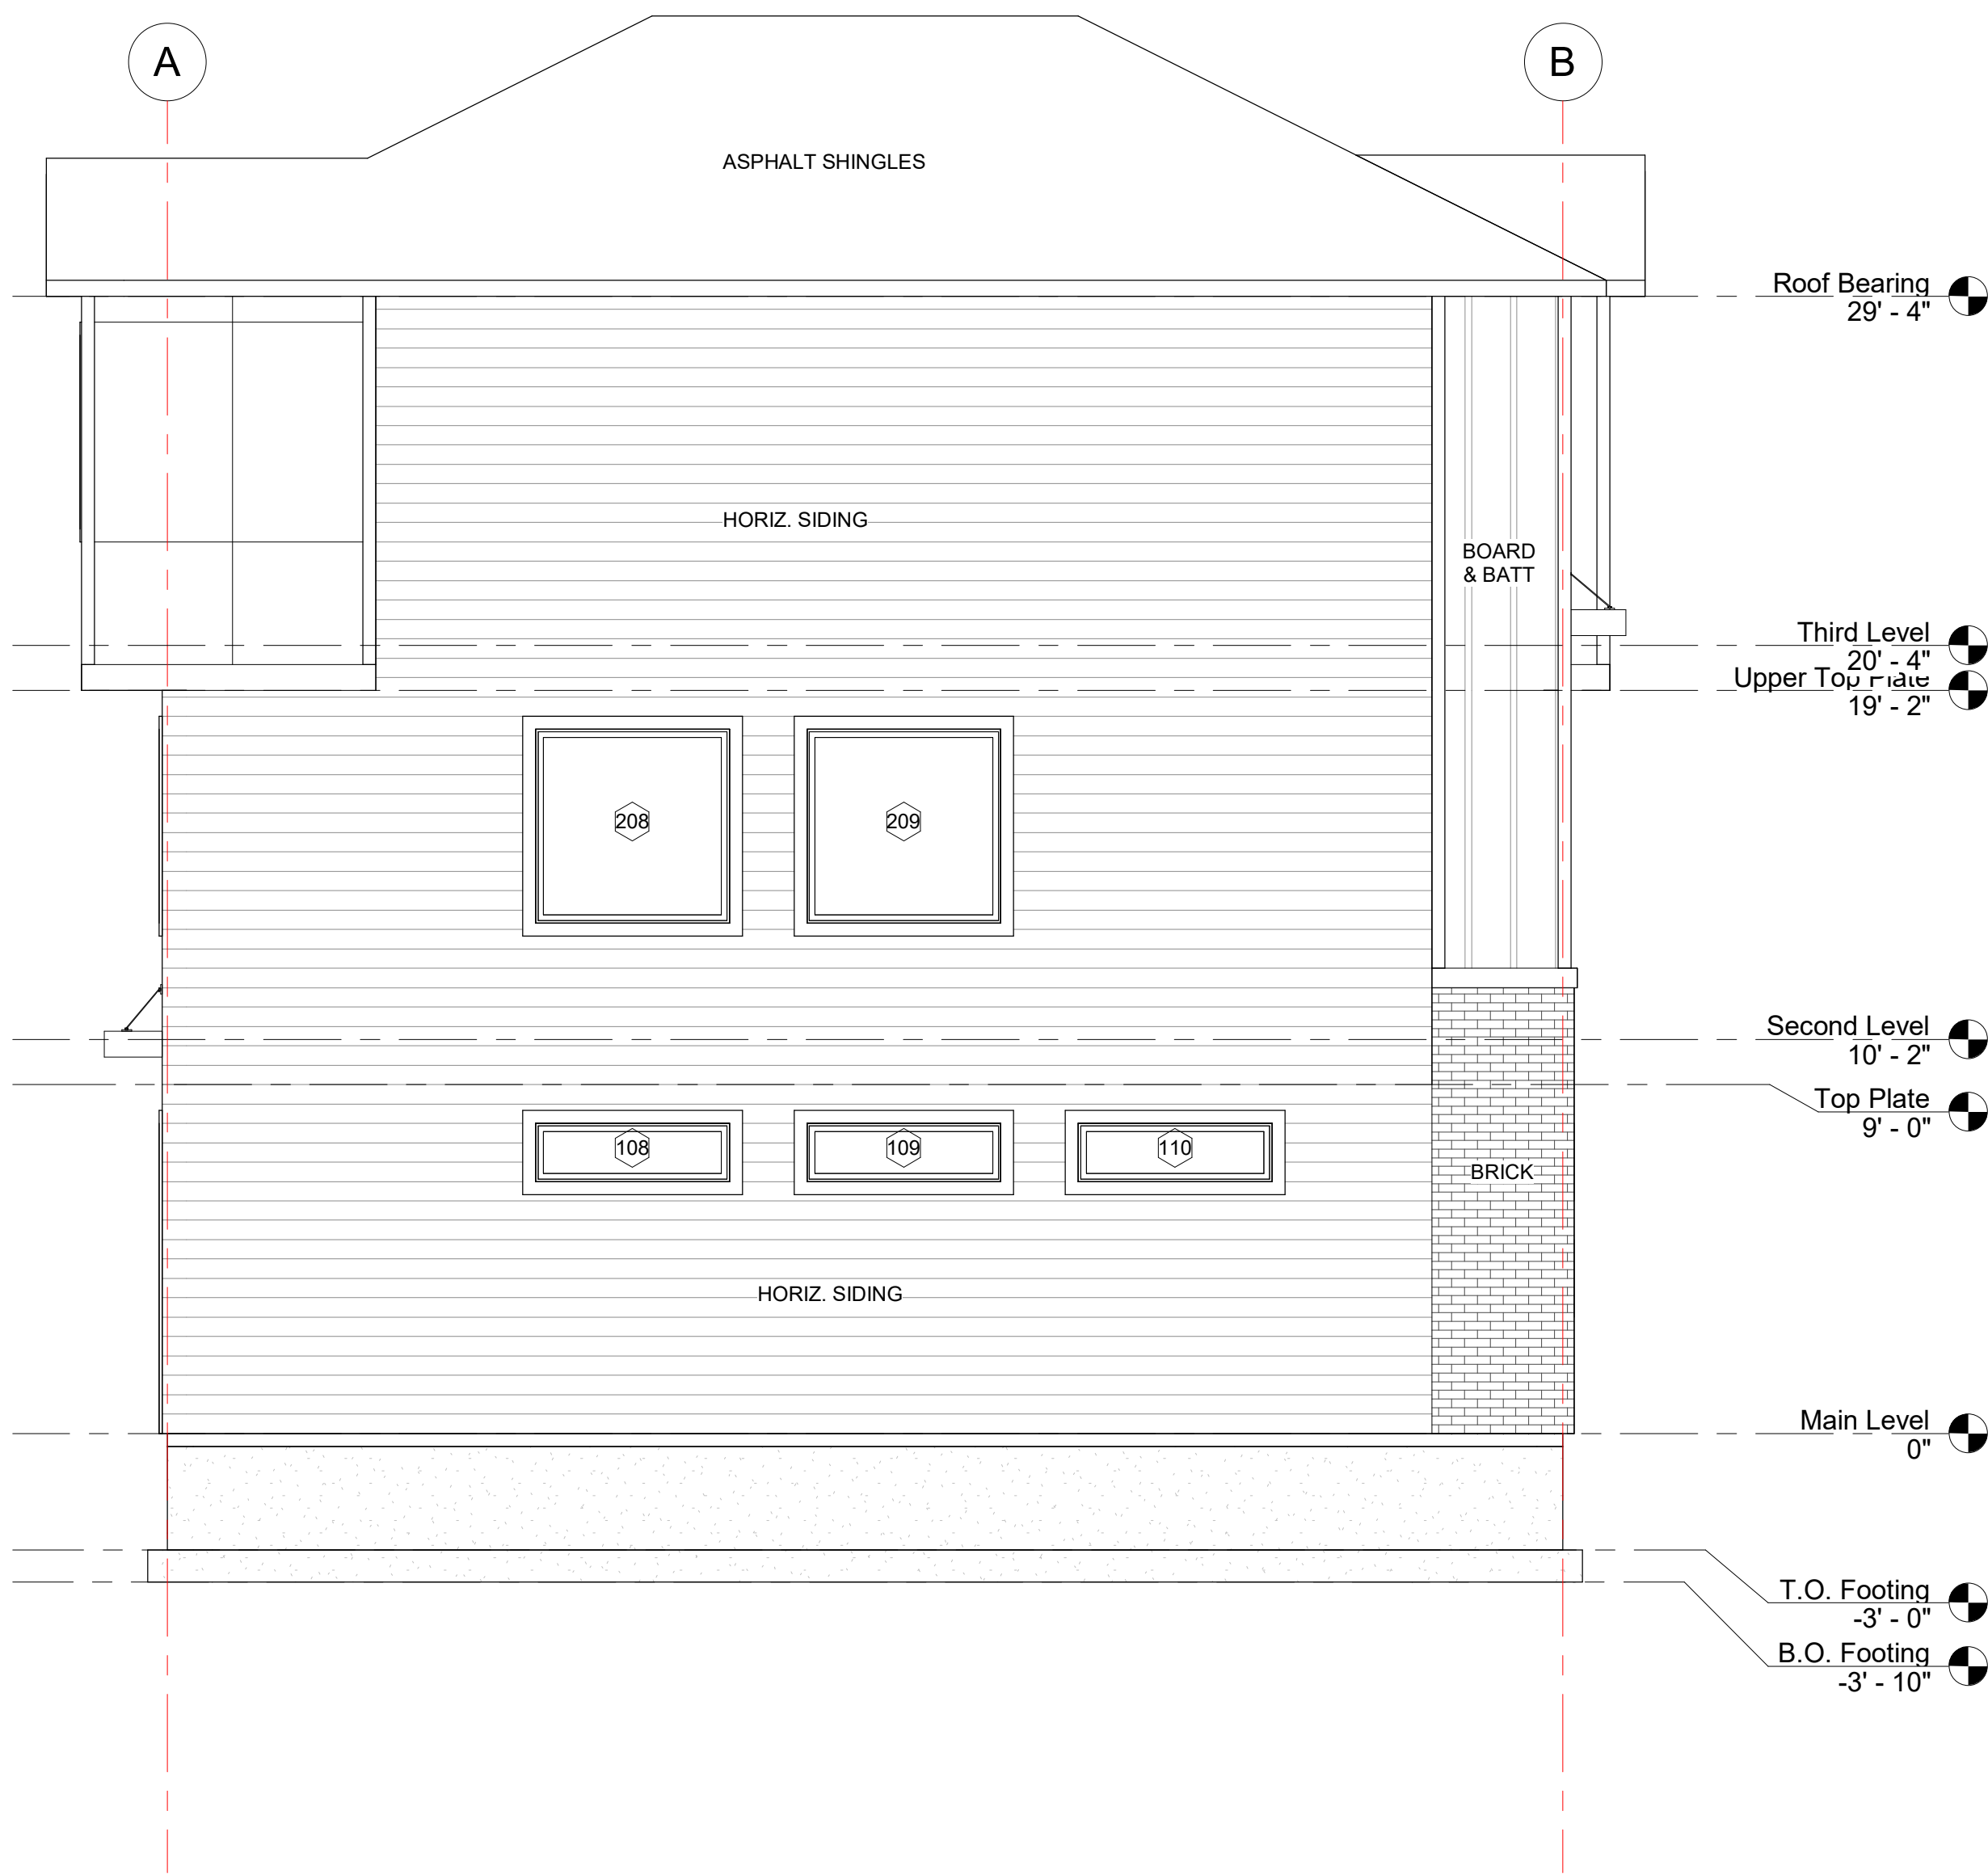 A
B
ASPHALT SHINGLES
Roof Bearing
29' - 4"
HORIZ. SIDING
BOARD
& BATT
Third Level
20' - 4"
Upper Top Plate
19' - 2"
208
209
Second Level
10' - 2"
Top Plate
9' - 0"
108
109
110
BRICK
HORIZ. SIDING
Main Level
0"
T.O. Footing
-3' - 0"
B.O. Footing
-3' - 10"